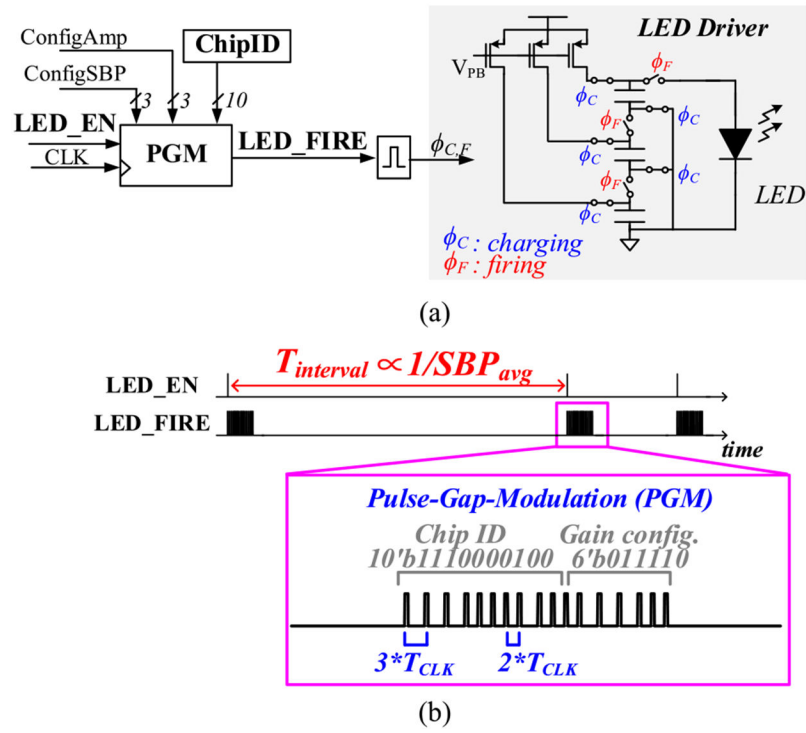 ConfigAmp
ConfigSBP
ChipID
3
3
10
LED_EN
CLK
PGM
LED_FIRE
ϕC,F
LED Driver
VPB
ϕF
ϕC
ϕC
ϕF
ϕC
ϕC
ϕF
ϕC
LED
ϕC : charging
ϕF : firing
(a)
Tinterval ∝1/SBPavg
LED_EN
LED_FIRE
time
Pulse-Gap-Modulation (PGM)
Chip ID Gain config.
10'b1110000100 6'b011110
3*TCLK 2*TCLK
(b)